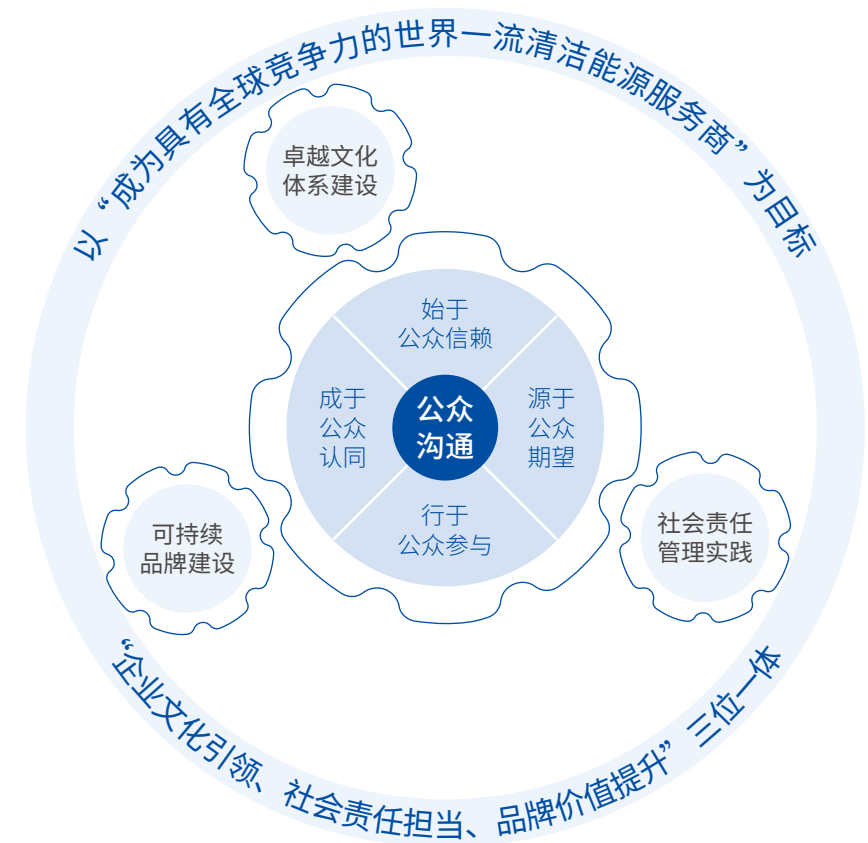 以“成为具有全球竞争力的世界一流清洁能源服务商”为目标
卓越文化
体系建设
始于
公众信赖
成于
公众
认同
公众
沟通
源于
公众
期望
行于
公众参与
可持续
品牌建设
社会责任
管理实践
“企业文化引领、社会责任担当、品牌价值提升”三位一体